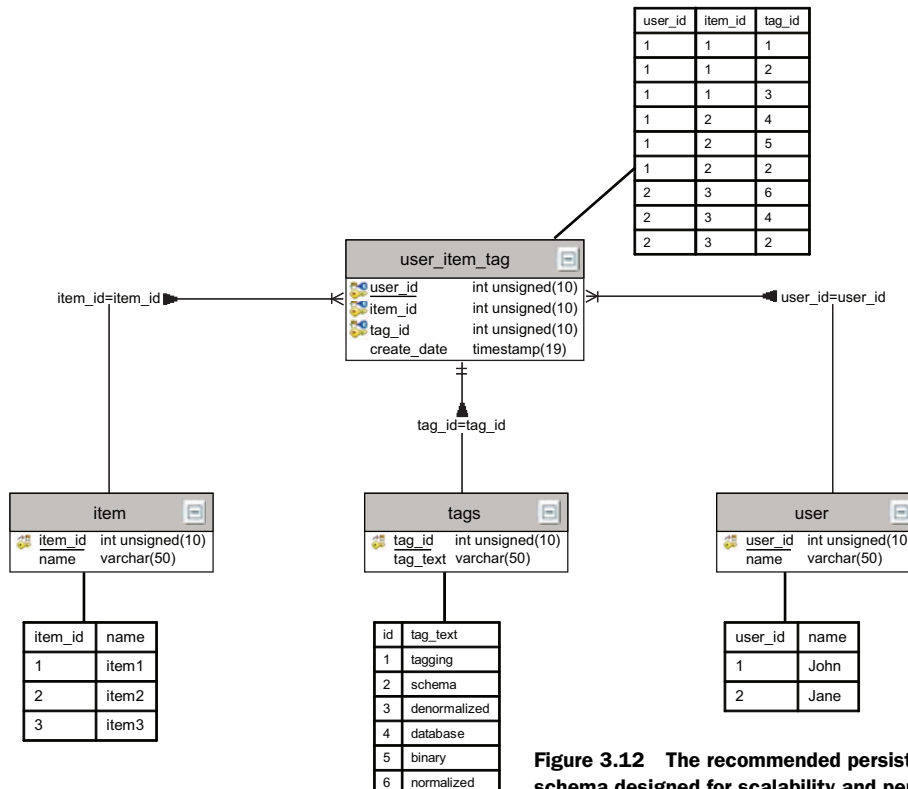 user_id item_id tag_id
1 1 1
1 1 2
1 1 3
1 2 4
1 2 5
1 2 2
2 3 6
2 3 4
2 3 2
user_item_tag
user_id int unsigned(10)
item_id int unsigned(10)
tag_id int unsigned(10)
create_date timestamp(19)
item_id=item_id
user_id=user_id
tag_id=tag_id
item
item_id int unsigned(10)
name varchar(50)
tags
tag_id int unsigned(10)
tag_text varchar(50)
user
user_id int unsigned(10
name varchar(50)
item_id name
1 item1
2 item2
3 item3
id tag_text
1 tagging
2 schema
3 denormalized
4 database
5 binary
6 normalized
user_id name
1 John
2 Jane
Figure 3.12 The recommended persist
schema designed for scalability and per